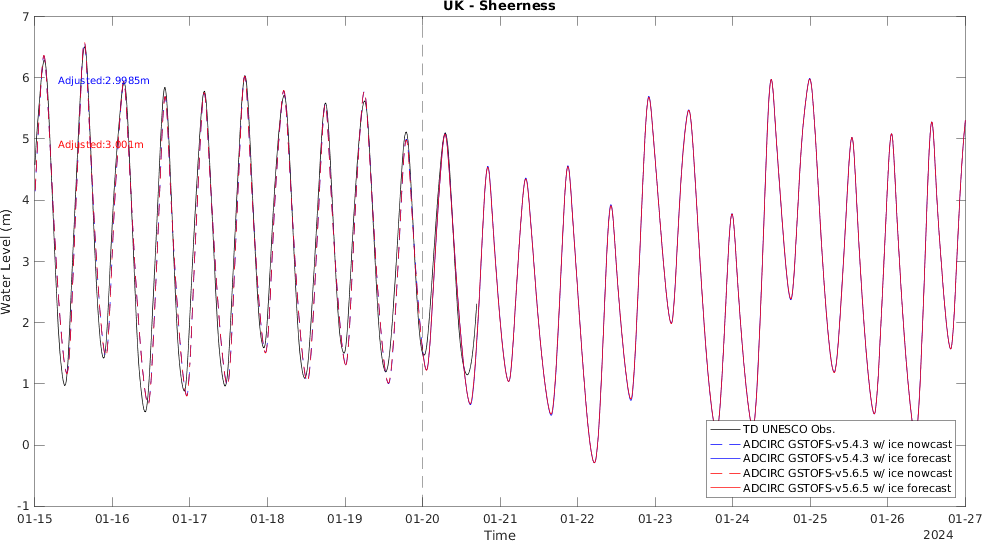 UK - Sheerness
7
6
5
4
3
2
1
0
-1
Water Level (m)
Adjusted:2.9985m
Adjusted:3.001m
TD UNESCO Obs.
ADCIRC GSTOFS-v5.4.3 w/ ice nowcast
ADCIRC GSTOFS-v5.4.3 w/ ice forecast
ADCIRC GSTOFS-v5.6.5 w/ ice nowcast
ADCIRC GSTOFS-v5.6.5 w/ ice forecast
01-15 01-16 01-17 01-18 01-19 01-20 01-21 01-22 01-23 01-24 01-25 01-26 01-27
Time
2024